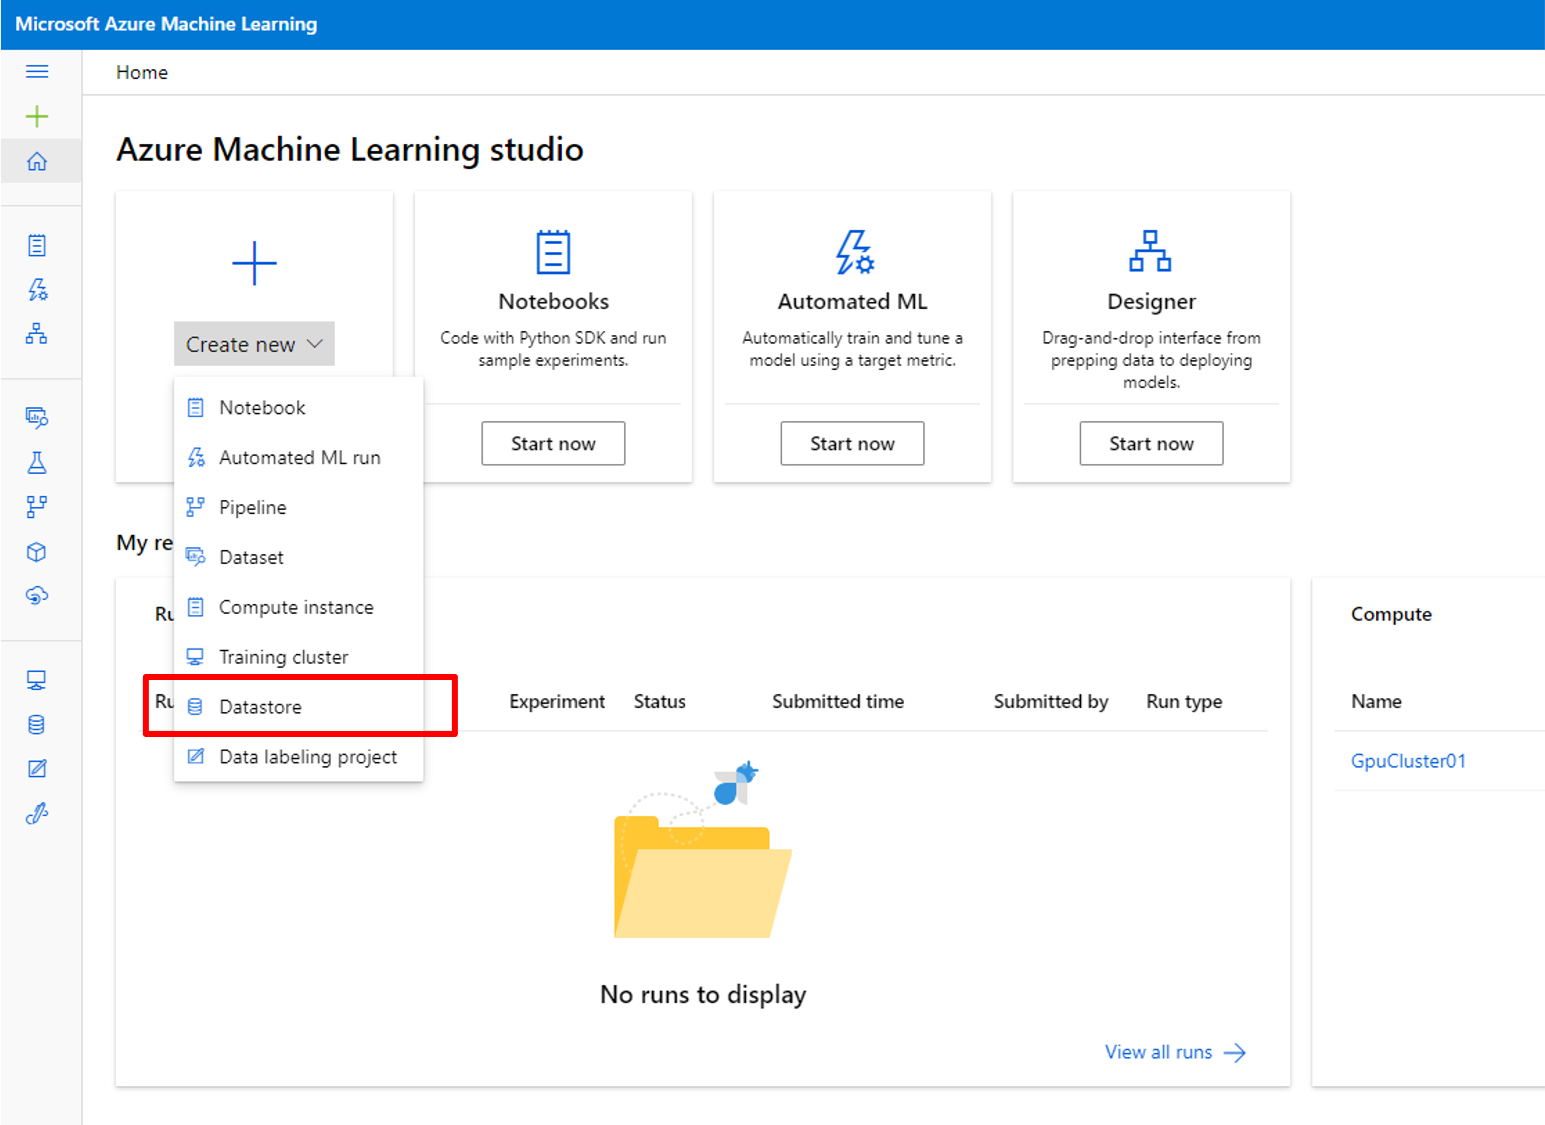 Microsoft Azure Machine Learning
Home
Azure Machine Learning studio
Create new
Notebook
Automated ML run
Pipeline
Dataset
Compute instance
Training cluster
Datastore
Data labeling project
Notebooks
Code with Python SDK and run
sample experiments.
Start now
Automated ML
Automatically train and tune a
model using a target metric.
Start now
Designer
Drag-and-drop interface from
prepping data to deploying
models.
Start now
My re
Ru
Ru Experiment Status Submitted time Submitted by Run type
No runs to display
View all runs
Compute
Name
GpuCluster01